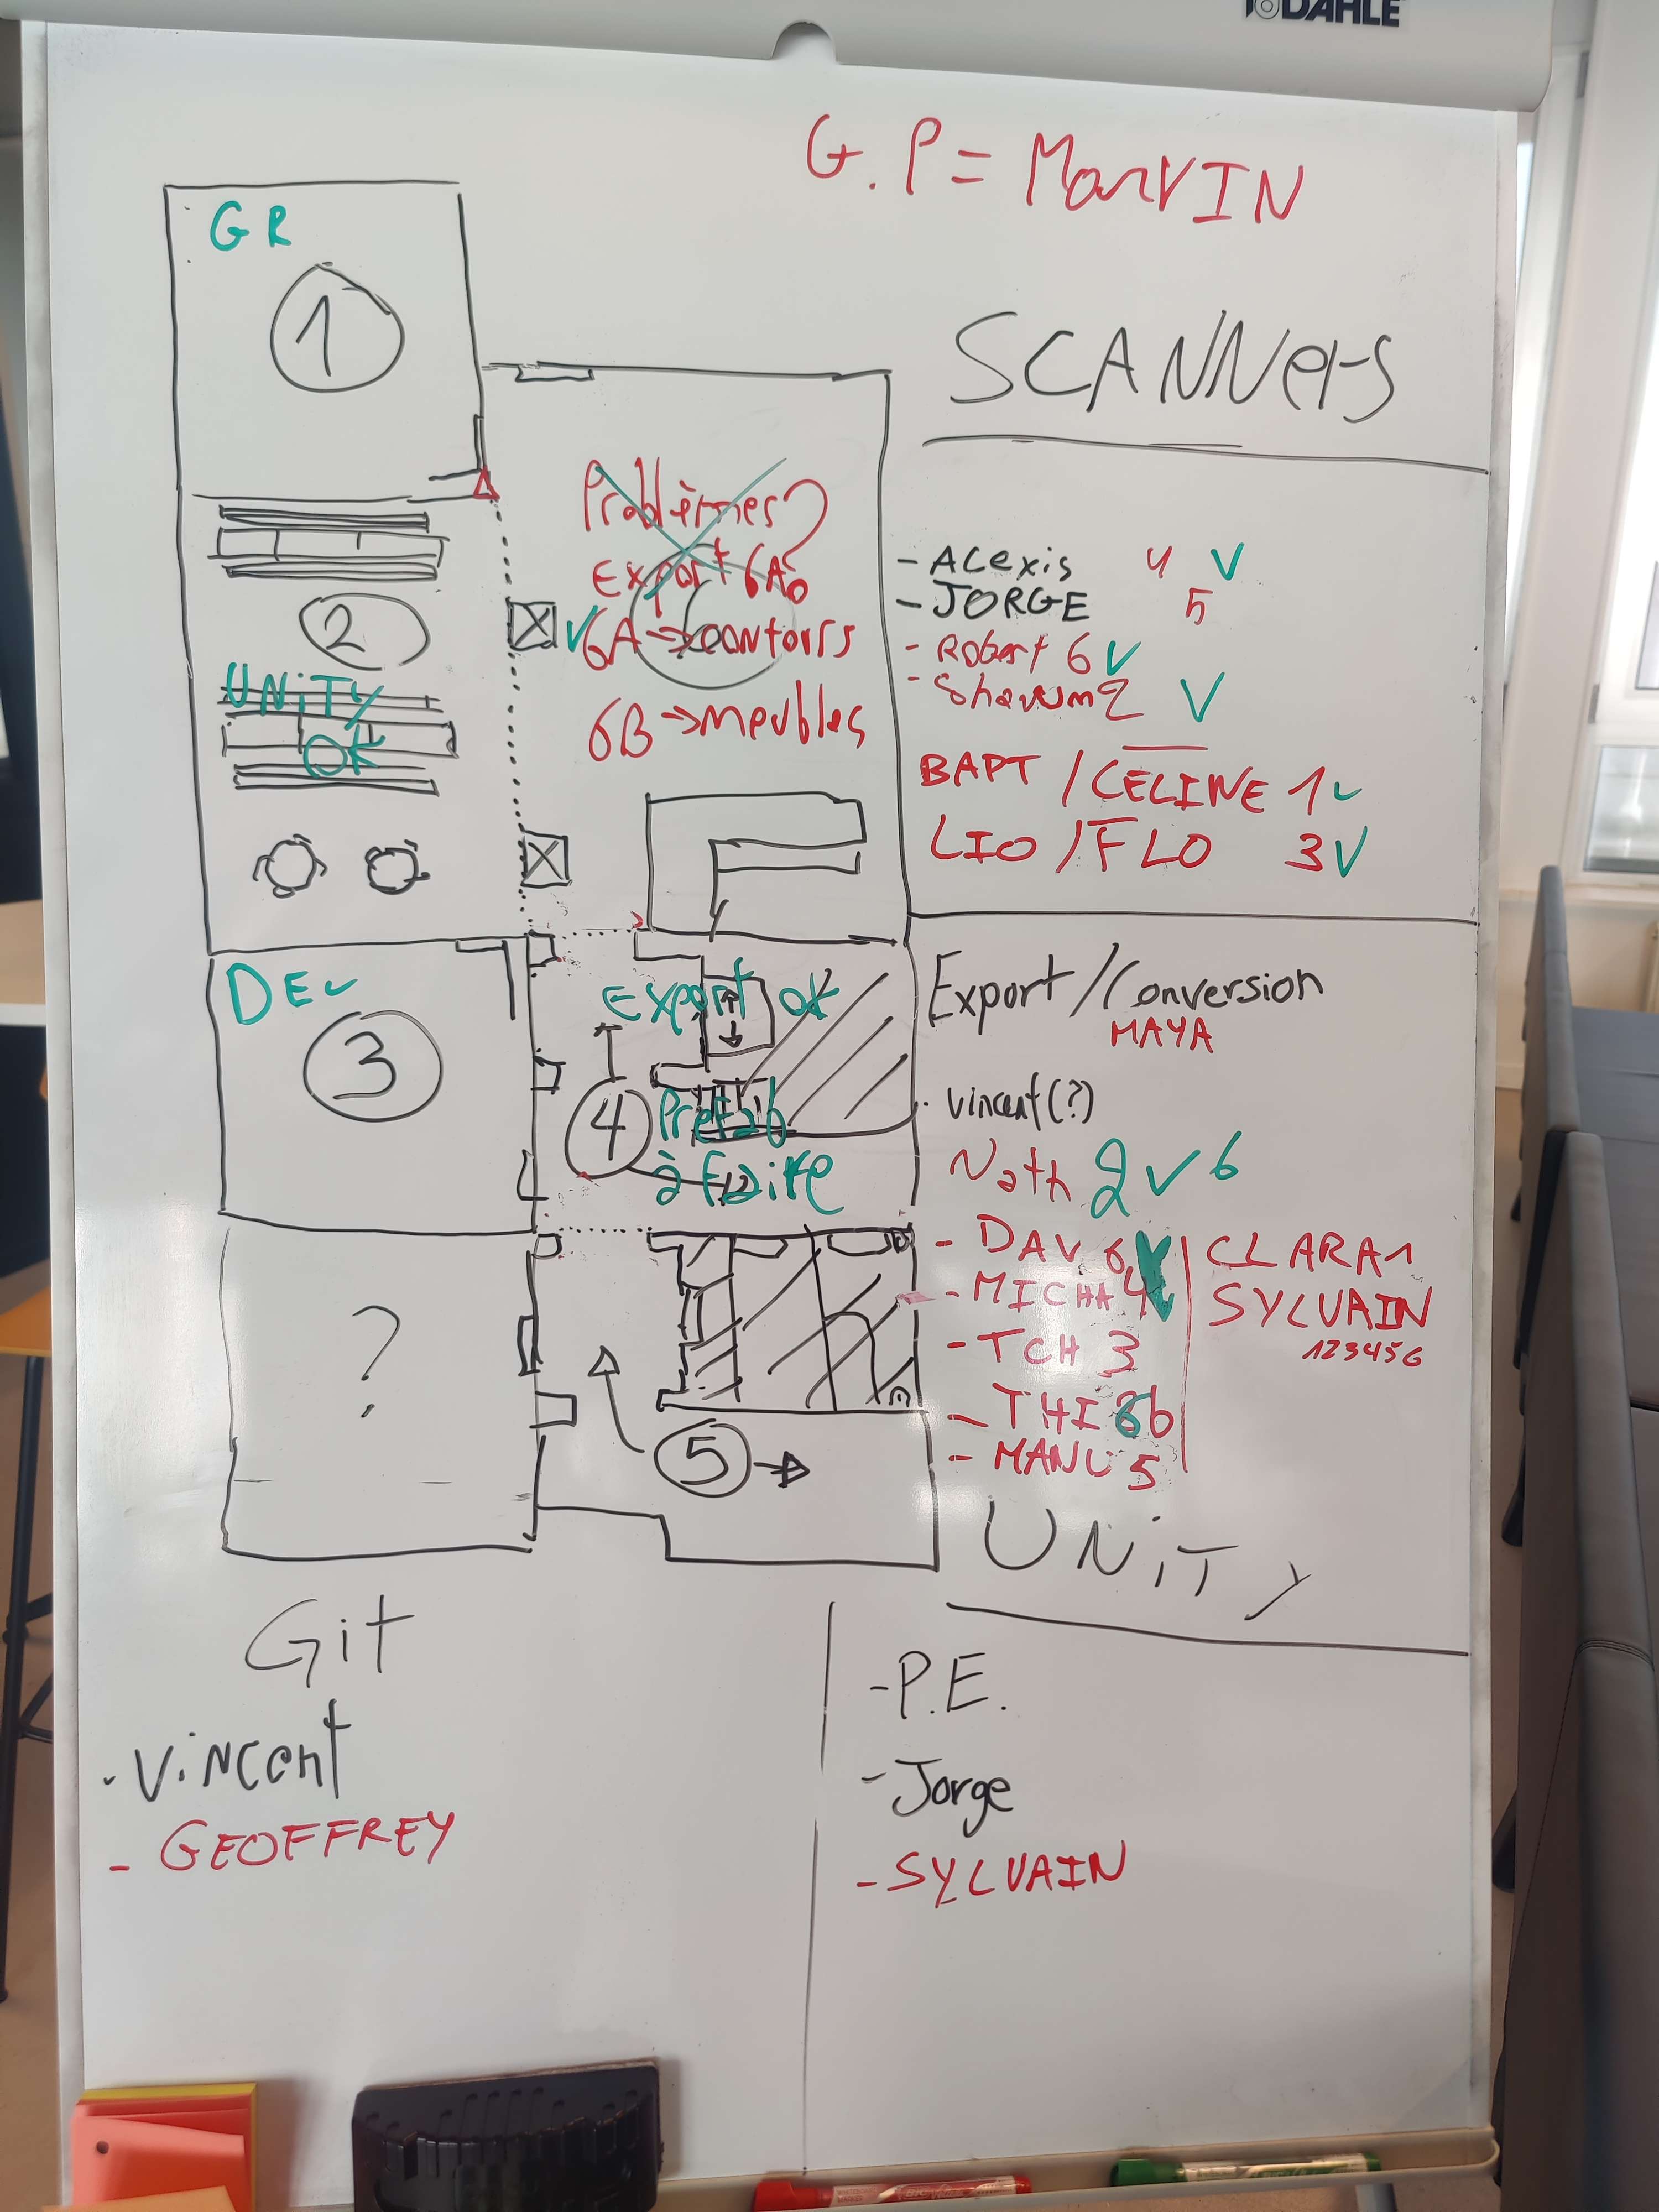 DAHLE
G.P = MarVIN
GR
1
SCANNerS
Problèmes ?
Export 6A
6A → contours
6B → meubles
2
UNiTy
OK
- ALexis 4 V
- JORGE 5
- Robert 6 V
- 2 V
BAPT / CELINE 1 V
LIO / FLO 3 V
DEV
3
Export ok
4
Prefab
à faire
Export / Conversion
MAYA
. Vincent (?)
Nath 2 V 6
- DAV 6 V
- MICHA 4 V
- TCH 3
- THI 6b
- MANU 5
CLARA 1
SYLVAIN
123456
?
5
UNiTy
- P.E.
- Jorge
- SYLVAIN
Git
. ViNCent
- GEOFFREY